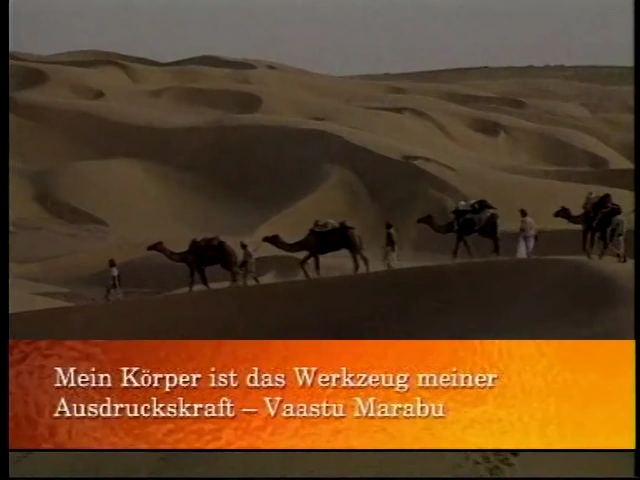 Mein Körper ist das Werkzeug meiner
Ausdruckskraft – Vaastu Marabu